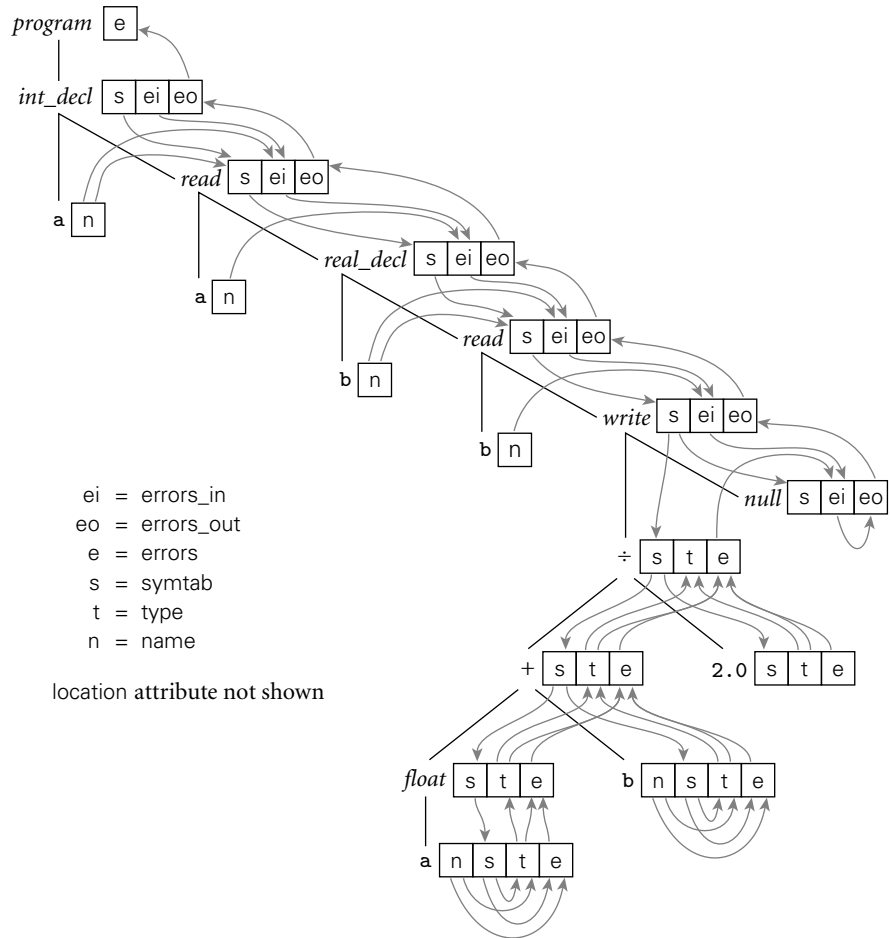 program e
int_decl s ei eo
read s ei eo
a n
real_decl s ei eo
a n
read s ei eo
b n
write s ei eo
b n
null s ei eo
ei = errors_in
eo = errors_out
e = errors
s = symtab
t = type
n = name
location attribute not shown
÷ s t e
+ s t e
2.0 s t e
float s t e
b n s t e
a n s t e